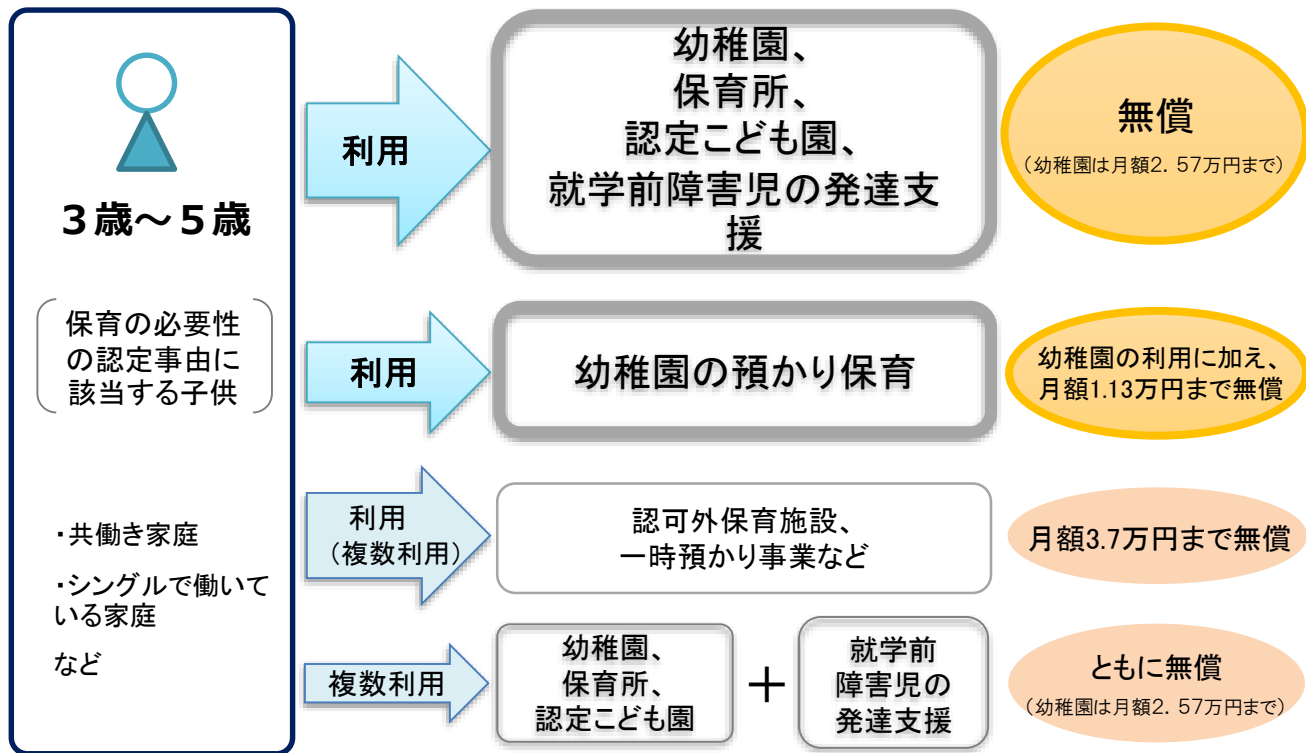 ３歳～５歳
保育の必要性
の認定事由に
該当する子供
・共働き家庭
・シングルで働いて
いる家庭
など
利用
幼稚園、
保育所、
認定こども園、
就学前障害児の発達支
援
無償
（幼稚園は月額2．57万円まで）
利用
幼稚園の預かり保育
幼稚園の利用に加え、
月額1.13万円まで無償
利用
（複数利用）
認可外保育施設、
一時預かり事業など
月額3.7万円まで無償
複数利用
幼稚園、
保育所、
認定こども園
＋
就学前
障害児の
発達支援
ともに無償
（幼稚園は月額2．57万円まで）